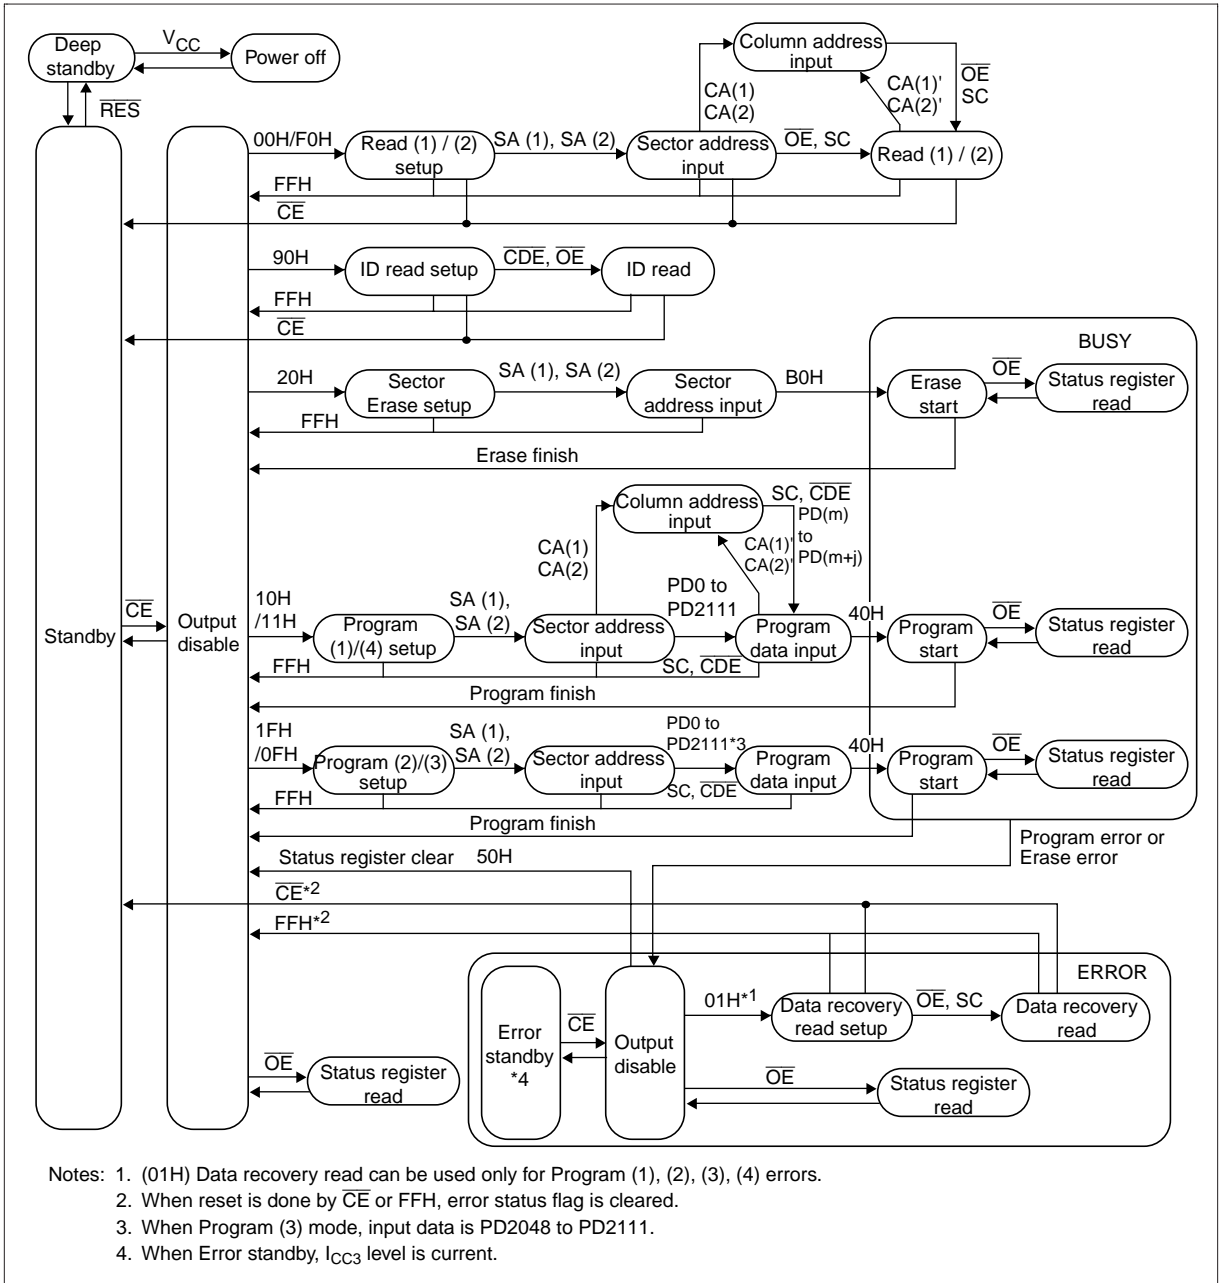 Deep
standby
VCC
Power off
RES
Column address
input
CA(1)
CA(2)
CA(1)'
CA(2)'
OE
SC
00H/F0H
Read (1) / (2)
setup
SA (1), SA (2)
Sector address
input
OE, SC
Read (1) / (2)
FFH
CE
90H
ID read setup
CDE, OE
ID read
FFH
CE
BUSY
20H
Sector
Erase setup
SA (1), SA (2)
Sector
address input
B0H
Erase
start
OE
Status register
read
FFH
Erase finish
Column address
input
SC, CDE
PD(m)
to
PD(m+j)
CA(1)
CA(2)
CA(1)'
CA(2)'
Standby
CE
Output
disable
10H
/11H
Program
(1)/(4) setup
SA (1),
SA (2)
Sector address
input
PD0 to
PD2111
SC, CDE
Program
data input
40H
Program
start
OE
Status register
read
FFH
Program finish
1FH
/0FH
Program (2)/(3)
setup
SA (1),
SA (2)
Sector address
input
PD0 to
PD2111*3
SC, CDE
Program
data input
40H
Program
start
OE
Status register
read
FFH
Program finish
Program error or
Erase error
Status register clear 50H
CE*2
FFH*2
ERROR
Error
standby
*4
CE
Output
disable
01H*1
Data recovery
read setup
OE, SC
Data recovery
read
OE
Status register
read
OE
Status register
read
Notes: 1. (01H) Data recovery read can be used only for Program (1), (2), (3), (4) errors.
2. When reset is done by CE or FFH, error status flag is cleared.
3. When Program (3) mode, input data is PD2048 to PD2111.
4. When Error standby, ICC3 level is current.